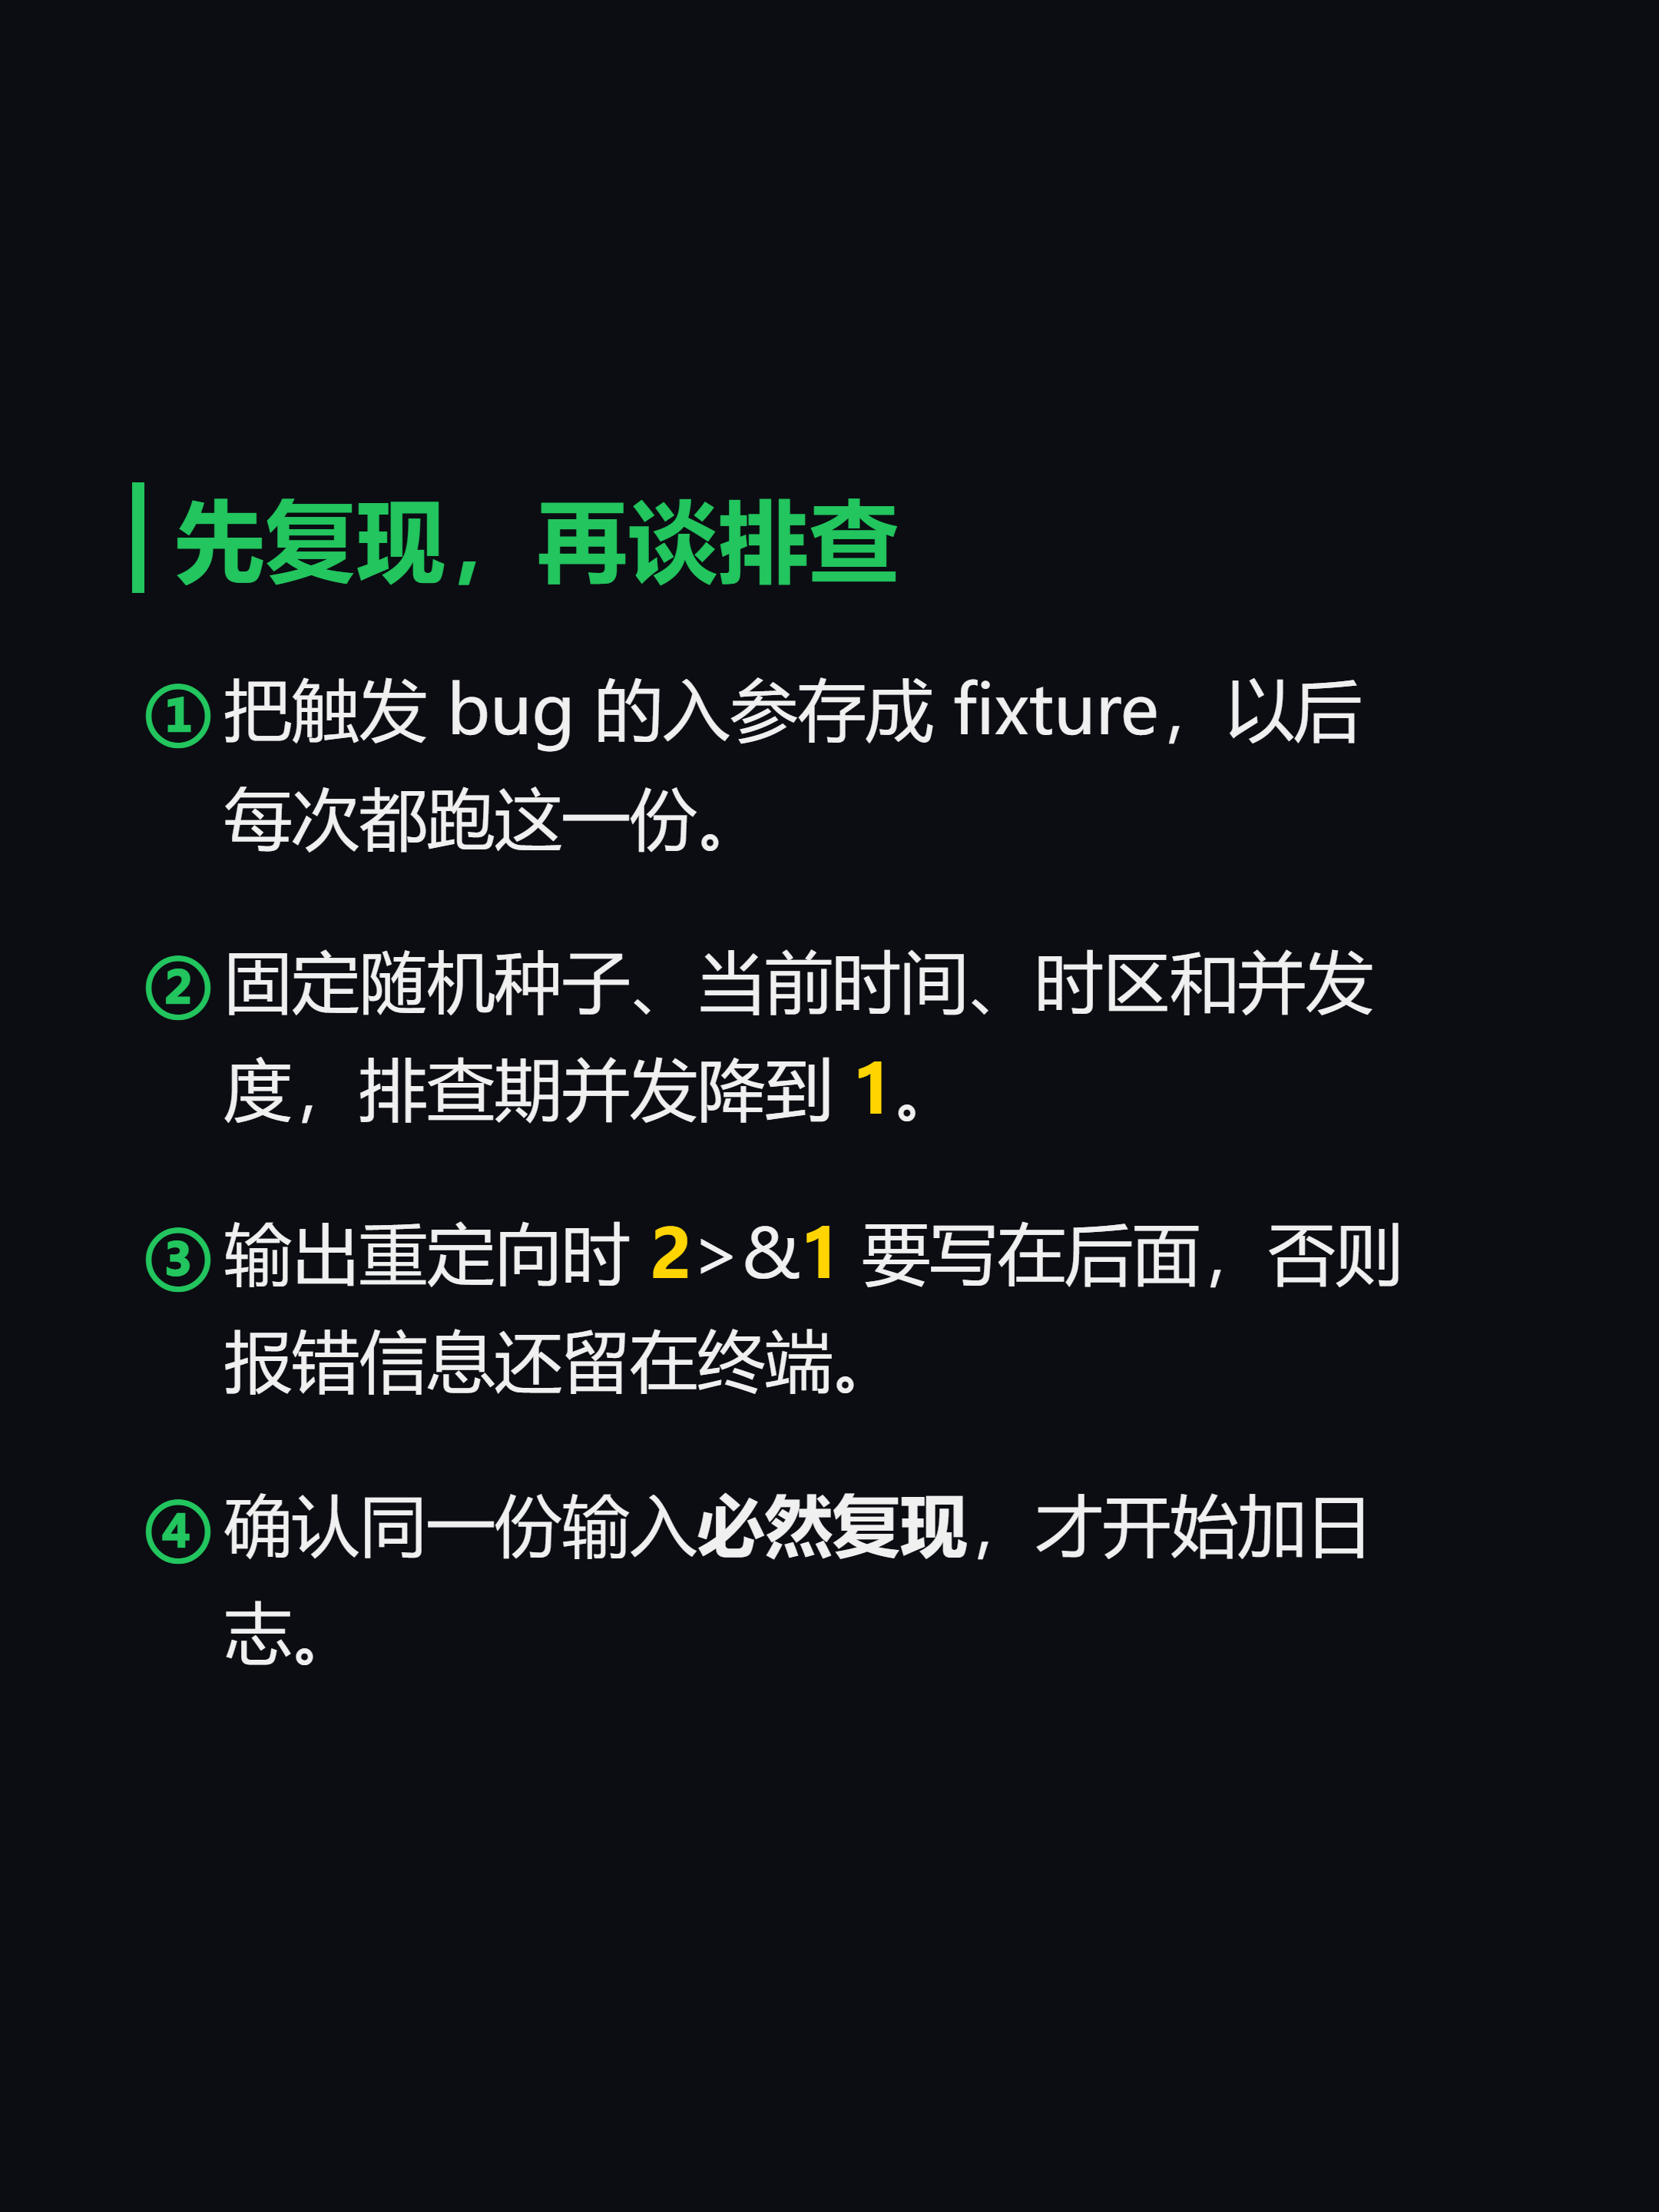 先复现，再谈排查
① 把触发 bug 的入参存成 fixture，以后
每次都跑这一份。
② 固定随机种子、当前时间、时区和并发
度，排查期并发降到 1。
③ 输出重定向时 2>&1 要写在后面，否则
报错信息还留在终端。
④ 确认同一份输入必然复现，才开始加日
志。